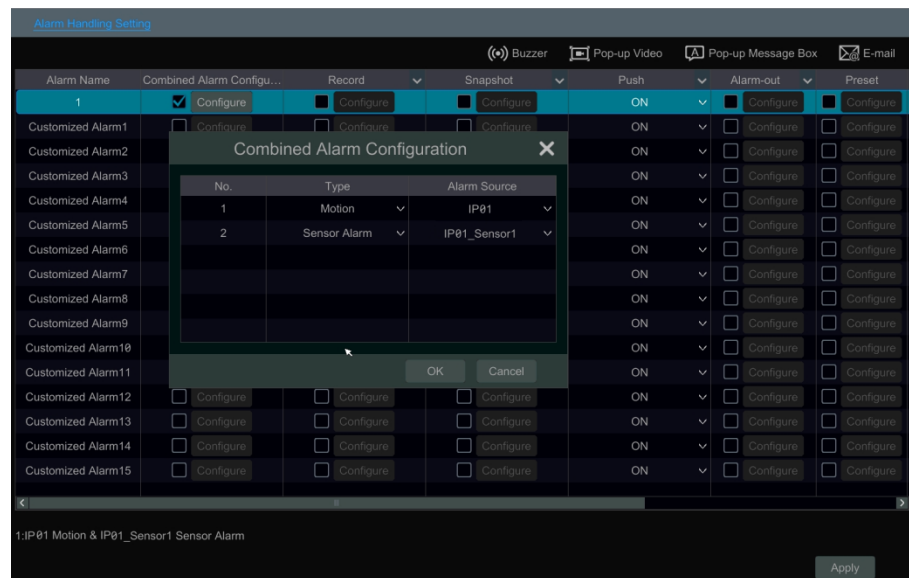 Alarm Handling Setting
Buzzer Pop-up Video Pop-up Message Box E-mail
Alarm Name Combined Alarm Configu... Record Snapshot Push Alarm-out Preset
1 Configure Configure Configure ON Configure Configure
Customized Alarm1 Configure Configure Configure ON Configure Configure
Customized Alarm2 ON Configure Configure
Combined Alarm Configuration
Customized Alarm3 ON Configure Configure
No. Type Alarm Source
Customized Alarm4 ON Configure Configure
1 Motion IP01
Customized Alarm5 ON Configure Configure
2 Sensor Alarm IP01_Sensor1
Customized Alarm6 ON Configure Configure
Customized Alarm7 ON Configure Configure
Customized Alarm8 ON Configure Configure
Customized Alarm9 ON Configure Configure
Customized Alarm10 ON Configure Configure
Customized Alarm11 ON Configure Configure
OK Cancel
Customized Alarm12 Configure Configure Configure ON Configure Configure
Customized Alarm13 Configure Configure Configure ON Configure Configure
Customized Alarm14 Configure Configure Configure ON Configure Configure
Customized Alarm15 Configure Configure Configure ON Configure Configure
1:IP01 Motion & IP01_Sensor1 Sensor Alarm
Apply